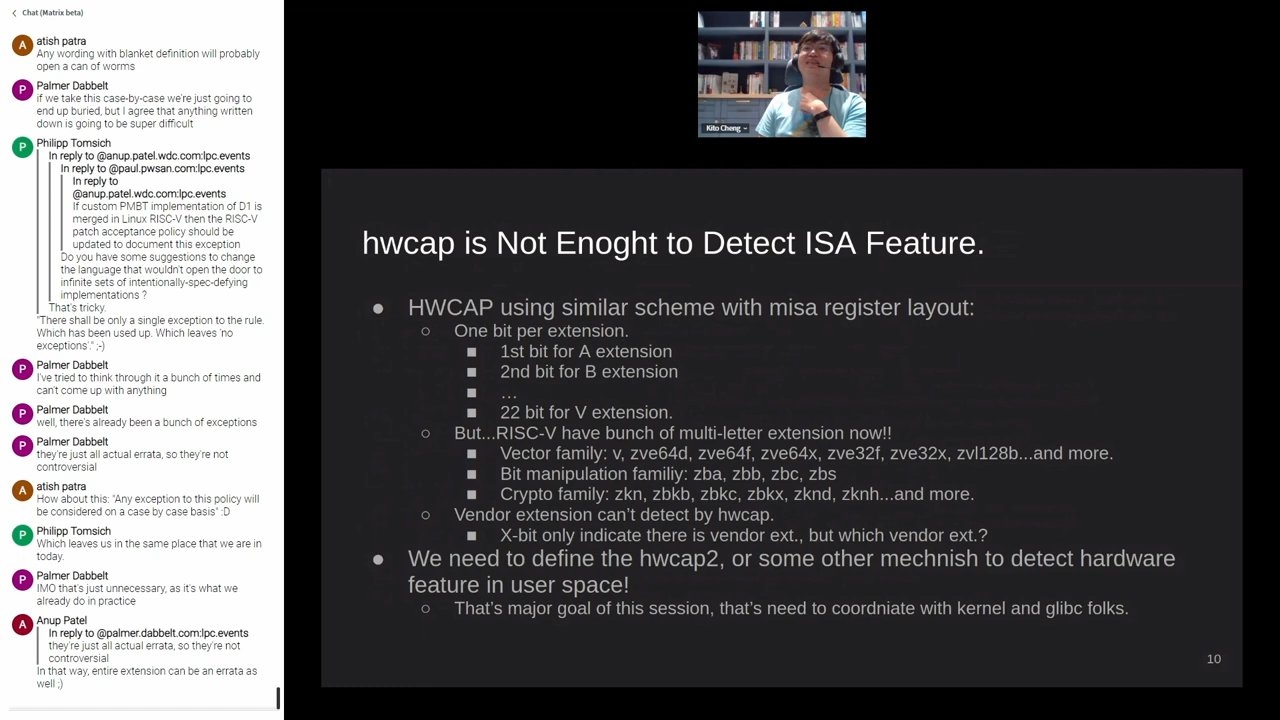 Chat (Matrix beta)
A
atish patra
Any wording with blanket definition will probably
open a can of worms
P
Palmer Dabbelt
if we take this case-by-case we're just going to
end up buried, but I agree that anything written
down is going to be super difficult
P
Philipp Tomsich
In reply to @anup.patel.wdc.com:lpc.events
In reply to @paul.pwsan.com:lpc.events
In reply to
@anup.patel.wdc.com:lpc.events
If custom PMBT implementation of D1 is
merged in Linux RISC-V then the RISC-V
patch acceptance policy should be
updated to document this exception
Do you have some suggestions to change
the language that wouldn't open the door to
infinite sets of intentionally-spec-defying
implementations ?
That's tricky.
"There shall be only a single exception to the rule.
Which has been used up. Which leaves 'no
exceptions'." ;-)
P
Palmer Dabbelt
I've tried to think through it a bunch of times and
can't come up with anything
P
Palmer Dabbelt
well, there's already been a bunch of exceptions
P
Palmer Dabbelt
they're just all actual errata, so they're not
controversial
A
atish patra
How about this: "Any exception to this policy will
be considered on a case by case basis" :D
P
Philipp Tomsich
Which leaves us in the same place that we are in
today.
P
Palmer Dabbelt
IMO that's just unnecessary, as it's what we
already do in practice
A
Anup Patel
In reply to @palmer.dabbelt.com:lpc.events
they're just all actual errata, so they're not
controversial
In that way, entire extension can be an errata as
well ;)
Kito Cheng
hwcap is Not Enoght to Detect ISA Feature.
● HWCAP using similar scheme with misa register layout:
○ One bit per extension.
■ 1st bit for A extension
■ 2nd bit for B extension
■ …
■ 22 bit for V extension.
○ But...RISC-V have bunch of multi-letter extension now!!
■ Vector family: v, zve64d, zve64f, zve64x, zve32f, zve32x, zvl128b...and more.
■ Bit manipulation familiy: zba, zbb, zbc, zbs
■ Crypto family: zkn, zbkb, zbkc, zbkx, zknd, zknh...and more.
○ Vendor extension can't detect by hwcap.
■ X-bit only indicate there is vendor ext., but which vendor ext.?
● We need to define the hwcap2, or some other mechnish to detect hardware
feature in user space!
○ That's major goal of this session, that's need to coordniate with kernel and glibc folks.
10